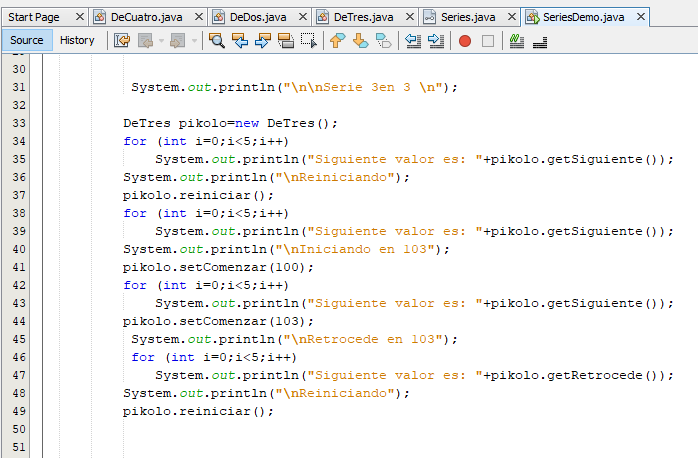 Start Page DeCuatro.java DeDos.java DeTres.java Series.java SeriesDemo.java
Source History
30
31 System.out.println("\n\nSerie 3en 3 \n");
32
33 DeTres pikolo=new DeTres();
34 for (int i=0;i<5;i++)
35 System.out.println("Siguiente valor es: "+pikolo.getSiguiente());
36 System.out.println("\nReiniciando");
37 pikolo.reiniciar();
38 for (int i=0;i<5;i++)
39 System.out.println("Siguiente valor es: "+pikolo.getSiguiente());
40 System.out.println("\nIniciando en 103");
41 pikolo.setComenzar(100);
42 for (int i=0;i<5;i++)
43 System.out.println("Siguiente valor es: "+pikolo.getSiguiente());
44 pikolo.setComenzar(103);
45 System.out.println("\nRetrocede en 103");
46 for (int i=0;i<5;i++)
47 System.out.println("Siguiente valor es: "+pikolo.getRetrocede());
48 System.out.println("\nReiniciando");
49 pikolo.reiniciar();
50
51